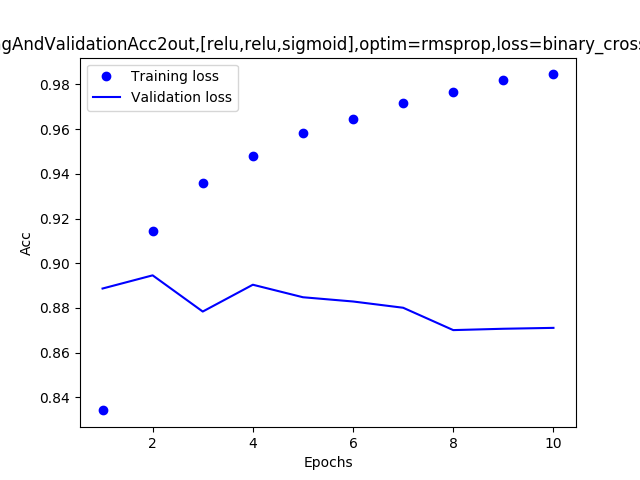 gAndValidationAcc2out,[relu,relu,sigmoid],optim=rmsprop,loss=binary_cross
Training loss
Validation loss
0.98
0.96
0.94
0.92
0.90
0.88
0.86
0.84
Acc
2
4
6
8
10
Epochs